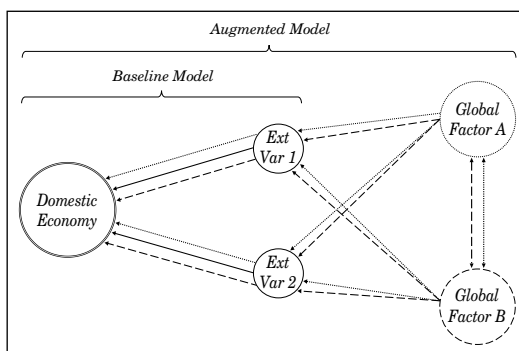 Augmented Model
Baseline Model
Domestic
Economy
Ext
Var 1
Ext
Var 2
Global
Factor A
Global
Factor B